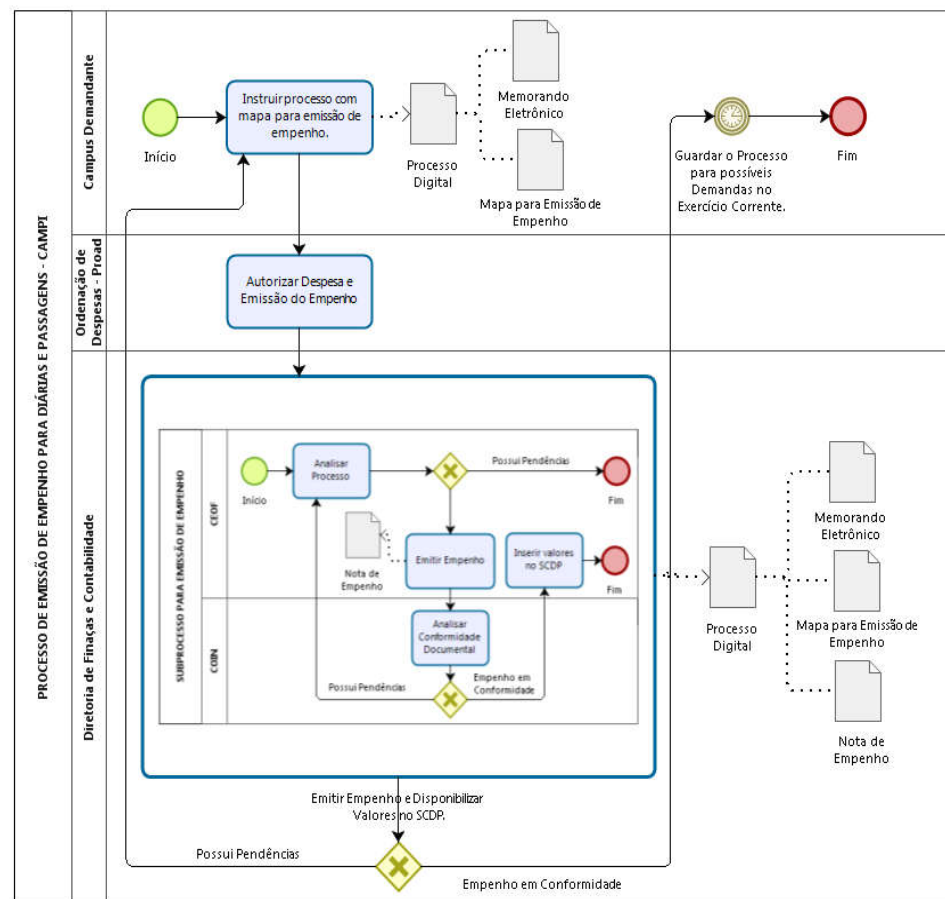 PROCESSO DE EMISSÃO DE EMPENHO PARA DIÁRIAS E PASSAGENS - CAMPI
Campus Demandante
Início
Instruir processo com
mapa para emissão de
empenho.
Processo
Digital
Memorando
Eletrônico
Mapa para Emissão de
Empenho
Guardar o Processo
para possíveis
Demandas no
Exercício Corrente.
Fim
Ordenação de
Despesas - Proad
Autorizar Despesa e
Emissão do Empenho
Diretoria de Finaças e Contabilidade
SUBPROCESSO PARA EMISSÃO DE EMPENHO
CEOF
Início
Analisar
Processo
Possui Pendências
Fim
Nota de
Empenho
Emitir Empenho
Inserir valores
no SCDP
Fim
COIN
Analisar
Conformidade
Documental
Possui Pendências
Empenho em
Conformidade
Processo
Digital
Memorando
Eletrônico
Mapa para Emissão de
Empenho
Nota de
Empenho
Emitir Empenho e Disponibilizar
Valores no SCDP.
Possui Pendências
Empenho em Conformidade